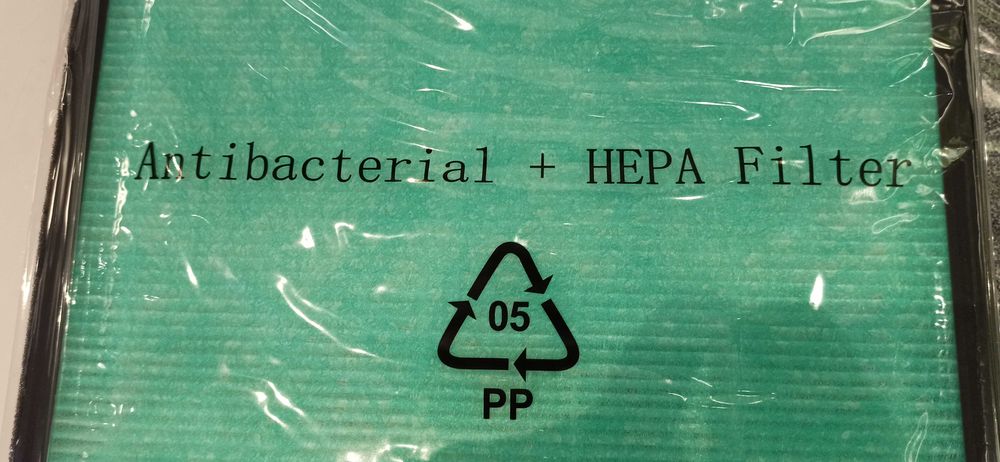 Antibacterial + HEPA Filter
05
PP